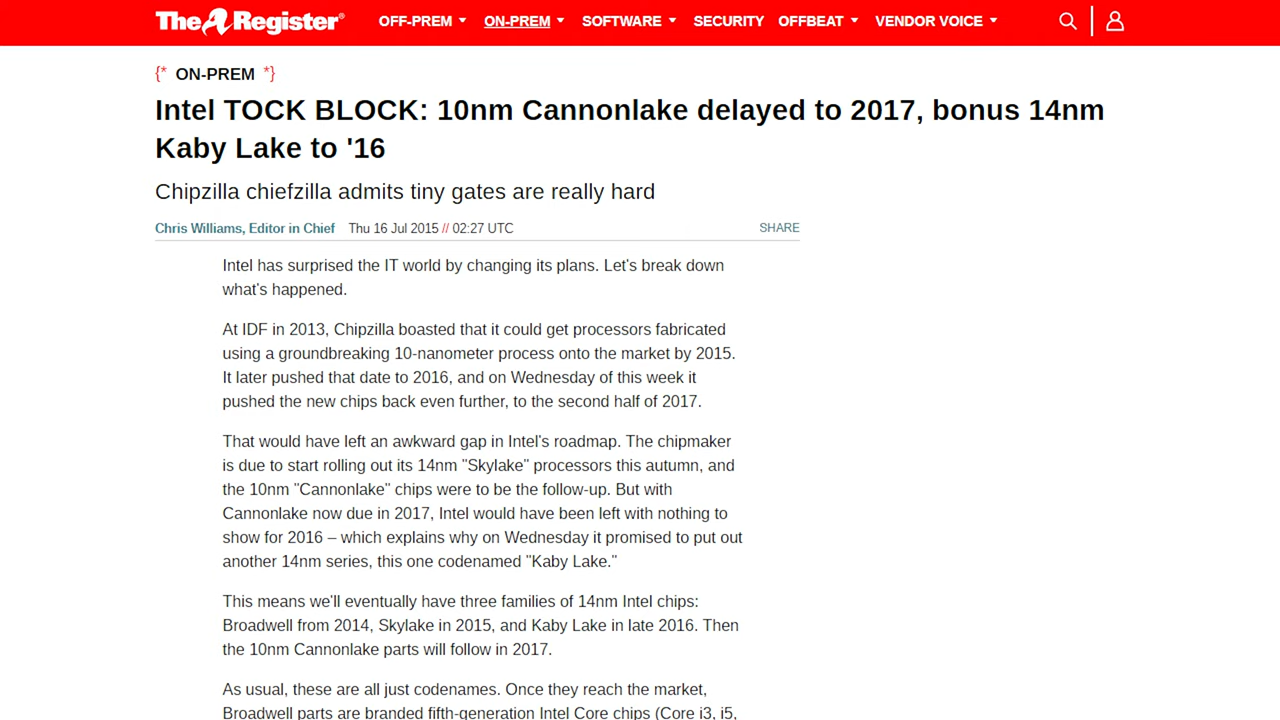 The Register®
OFF-PREM ON-PREM SOFTWARE SECURITY OFFBEAT VENDOR VOICE
{* ON-PREM *}
Intel TOCK BLOCK: 10nm Cannonlake delayed to 2017, bonus 14nm
Kaby Lake to '16
Chipzilla chiefzilla admits tiny gates are really hard
Chris Williams, Editor in Chief Thu 16 Jul 2015 // 02:27 UTC SHARE
Intel has surprised the IT world by changing its plans. Let's break down
what's happened.
At IDF in 2013, Chipzilla boasted that it could get processors fabricated
using a groundbreaking 10-nanometer process onto the market by 2015.
It later pushed that date to 2016, and on Wednesday of this week it
pushed the new chips back even further, to the second half of 2017.
That would have left an awkward gap in Intel's roadmap. The chipmaker
is due to start rolling out its 14nm "Skylake" processors this autumn, and
the 10nm "Cannonlake" chips were to be the follow-up. But with
Cannonlake now due in 2017, Intel would have been left with nothing to
show for 2016 – which explains why on Wednesday it promised to put out
another 14nm series, this one codenamed "Kaby Lake."
This means we'll eventually have three families of 14nm Intel chips:
Broadwell from 2014, Skylake in 2015, and Kaby Lake in late 2016. Then
the 10nm Cannonlake parts will follow in 2017.
As usual, these are all just codenames. Once they reach the market,
Broadwell parts are branded fifth-generation Intel Core chips (Core i3, i5,